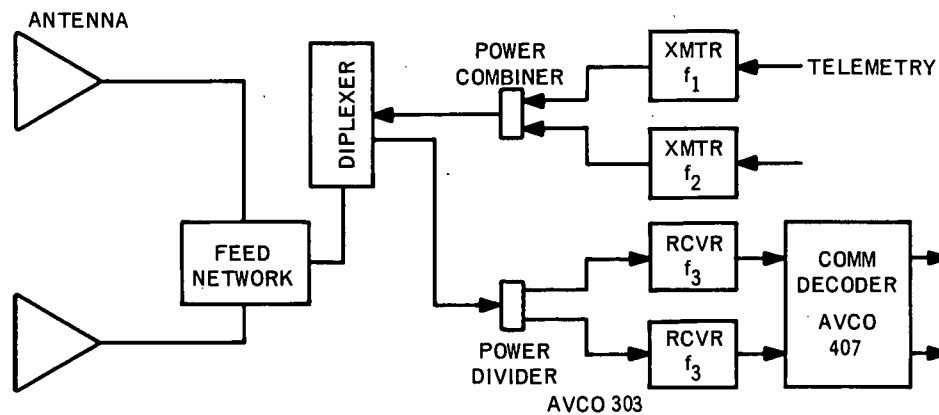 ANTENNA
DIPLEXER
POWER
COMBINER
XMTR
f1
TELEMETRY
XMTR
f2
FEED
NETWORK
RCVR
f3
COMM
DECODER
AVCO
407
POWER
DIVIDER
RCVR
f3
AVCO 303